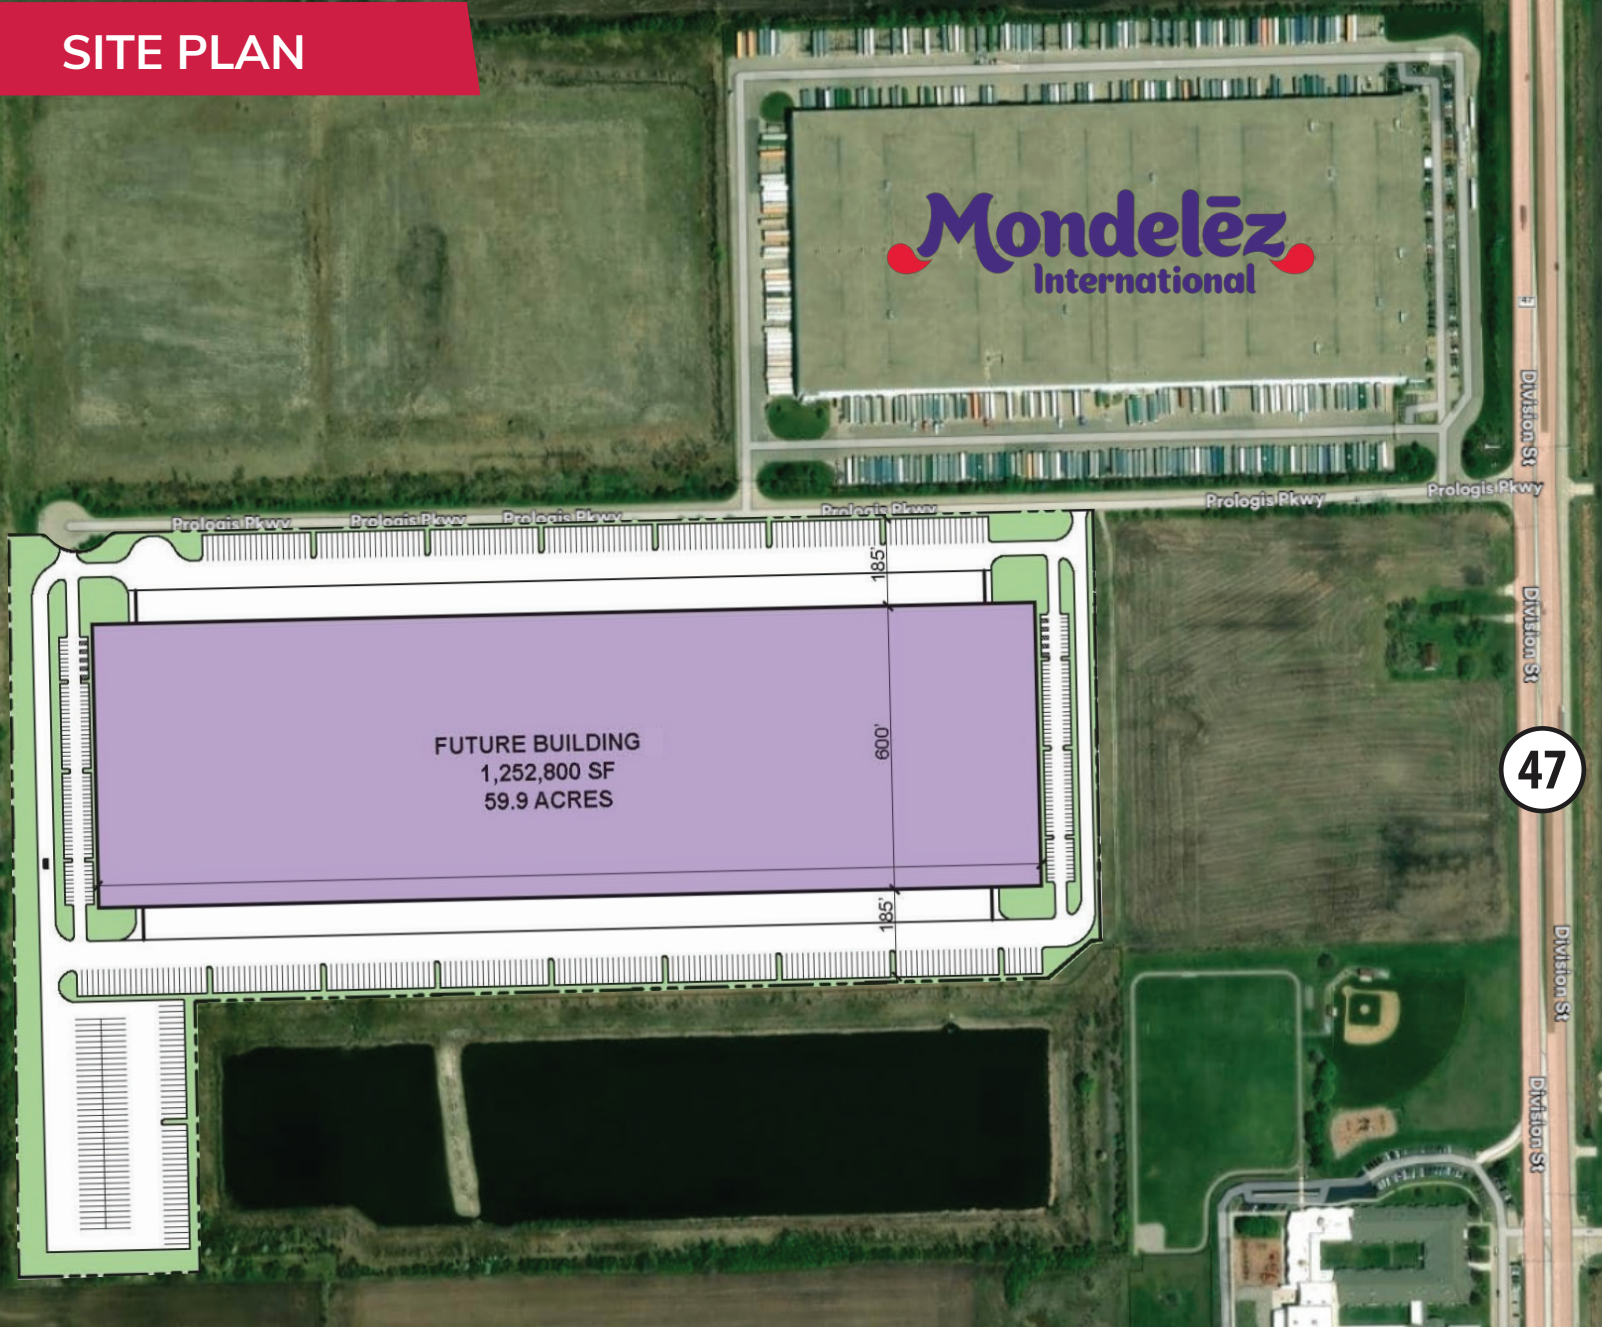 SITE PLAN
Mondelēz
International
47
Division St
Prologis Pkwy
Prologis Pkwy
Prologis Pkwy
Prologis Pkwy
Prologis Pkwy
Prologis Pkwy
185'
Division St
600'
FUTURE BUILDING
1,252,800 SF
59.9 ACRES
47
185'
Division St
Division St